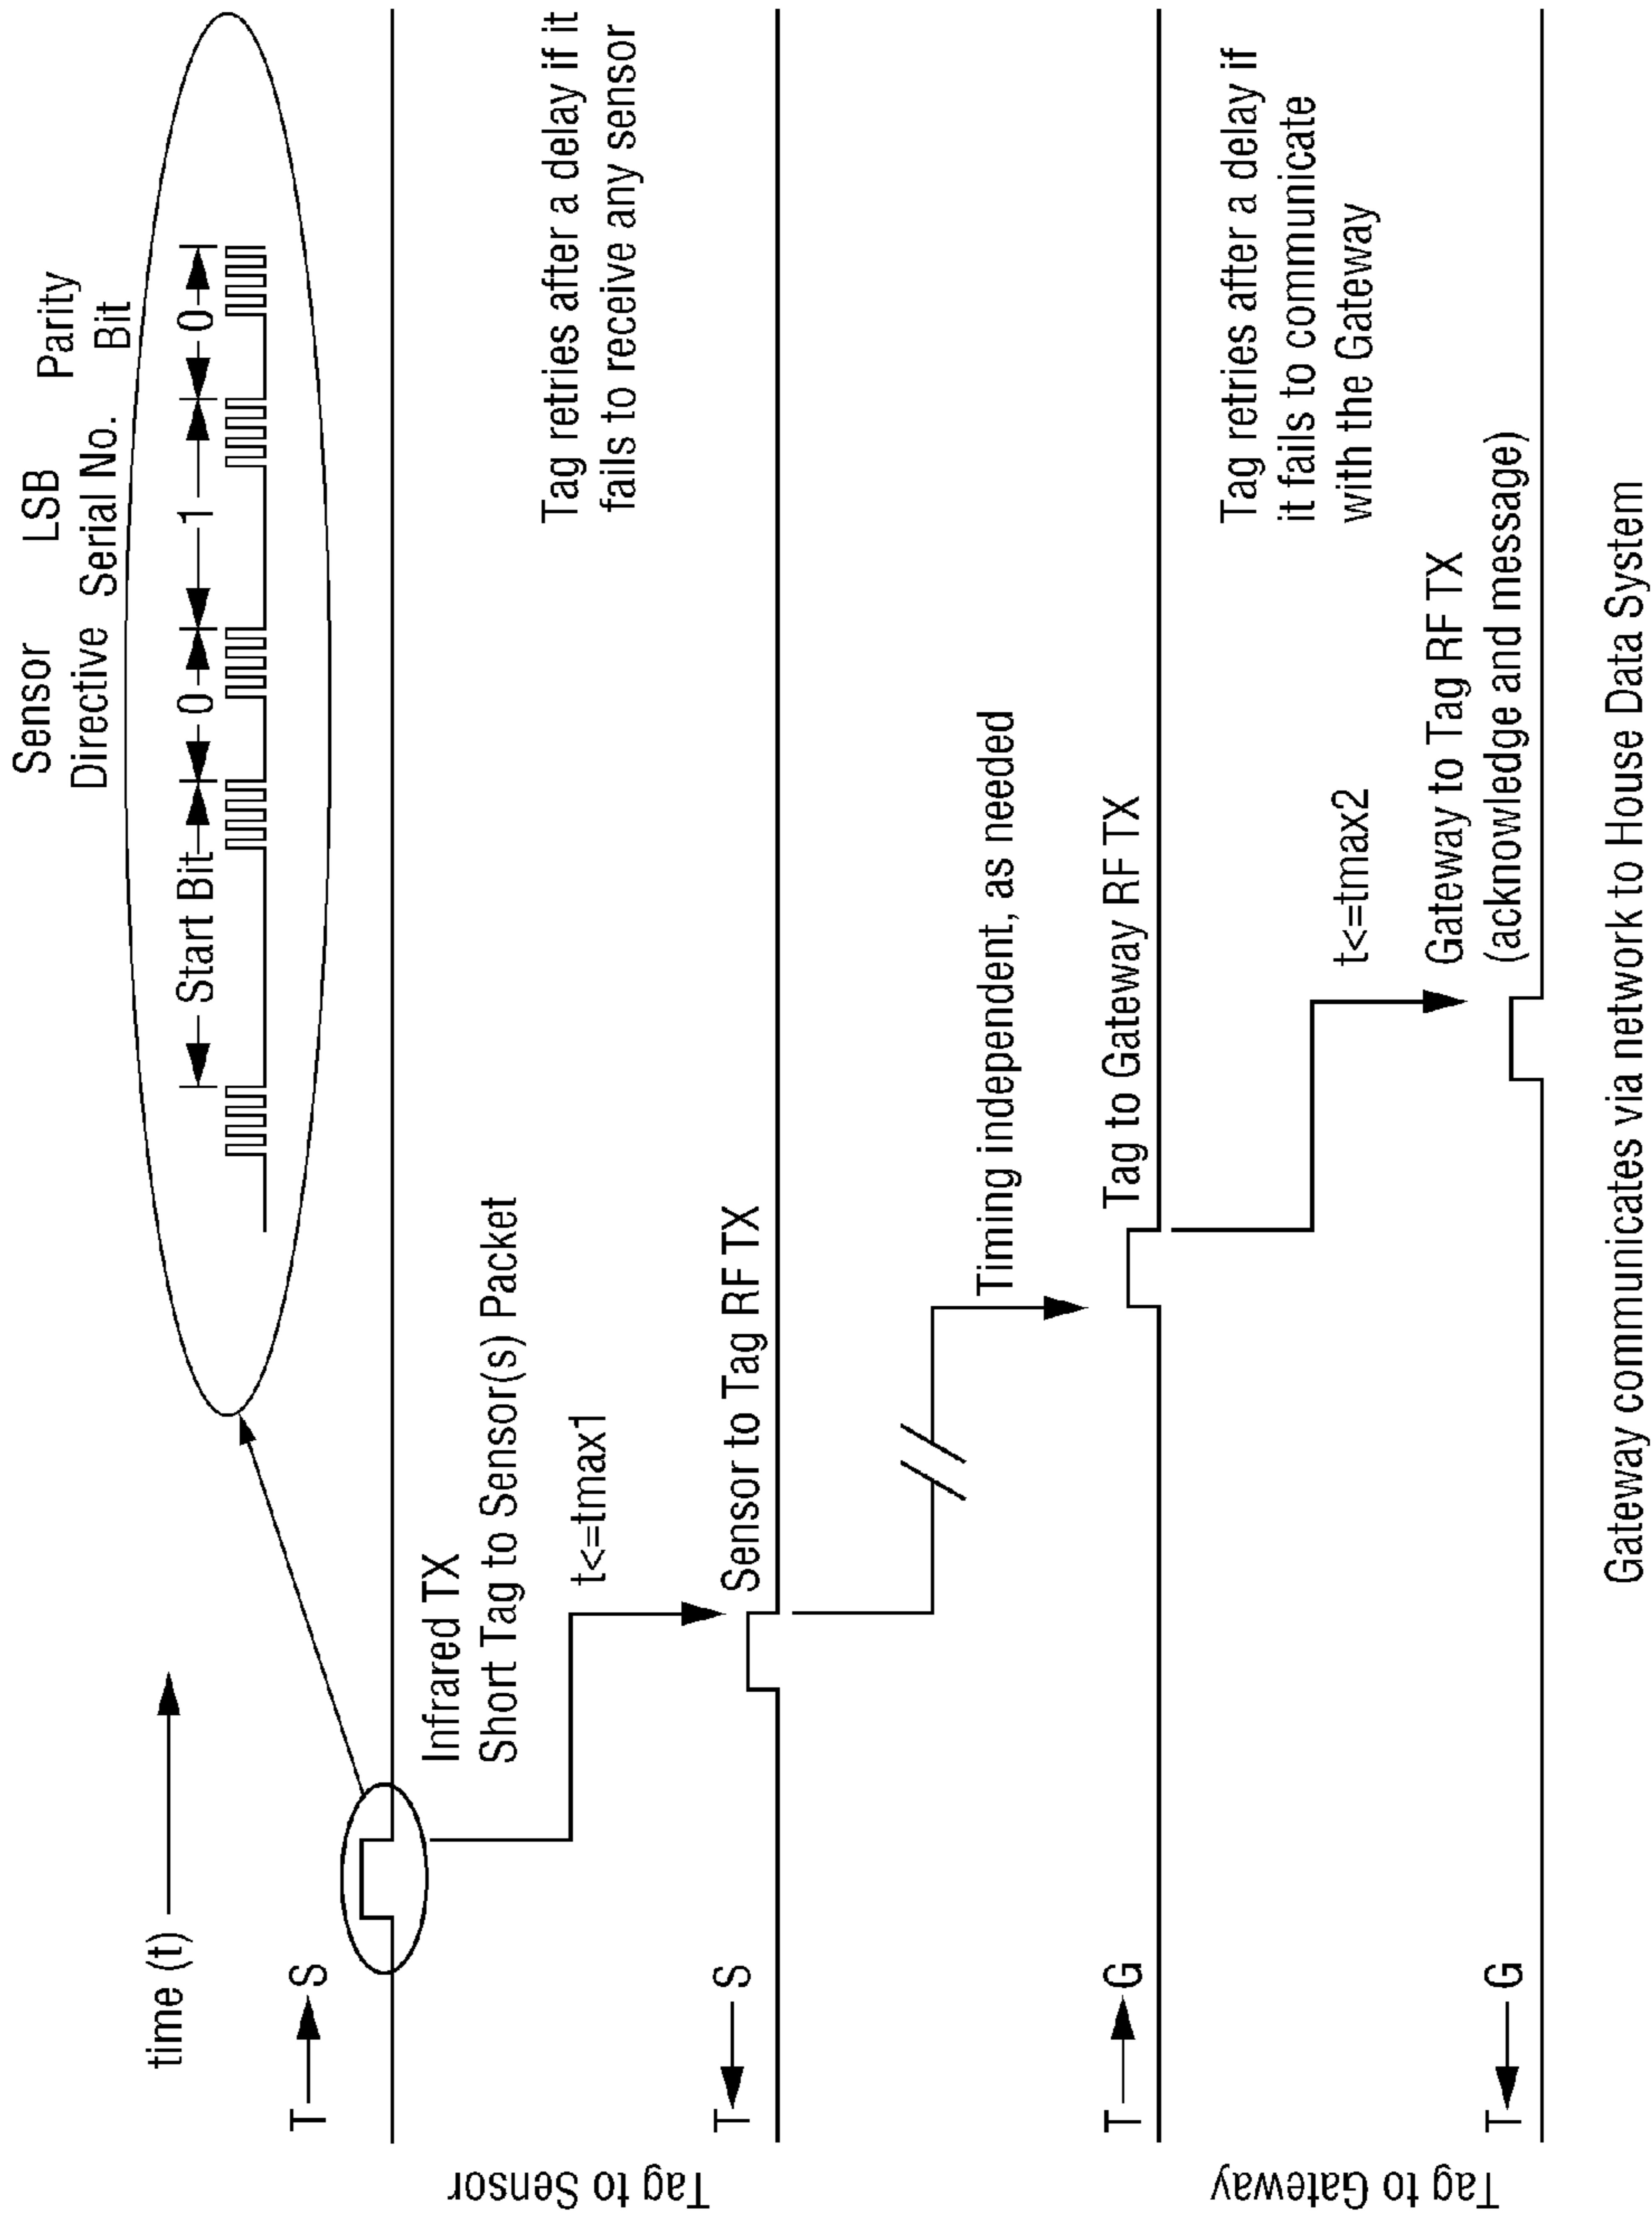 Sensor
LSB
Parity
Directive
Serial No.
Bit
time (t)
Start Bit
0
1
0
T
S
Infrared TX
Short Tag to Sensor(s) Packet
t<=tmax1
Tag retries after a delay if it
fails to receive any sensor
Tag to Sensor
T
S
Sensor to Tag RF TX
Timing independent, as needed
T
G
Tag to Gateway RF TX
Tag retries after a delay if
it fails to communicate
with the Gateway
t<=tmax2
Tag to Gateway
T
G
Gateway to Tag RF TX
(acknowledge and message)
Gateway communicates via network to House Data System